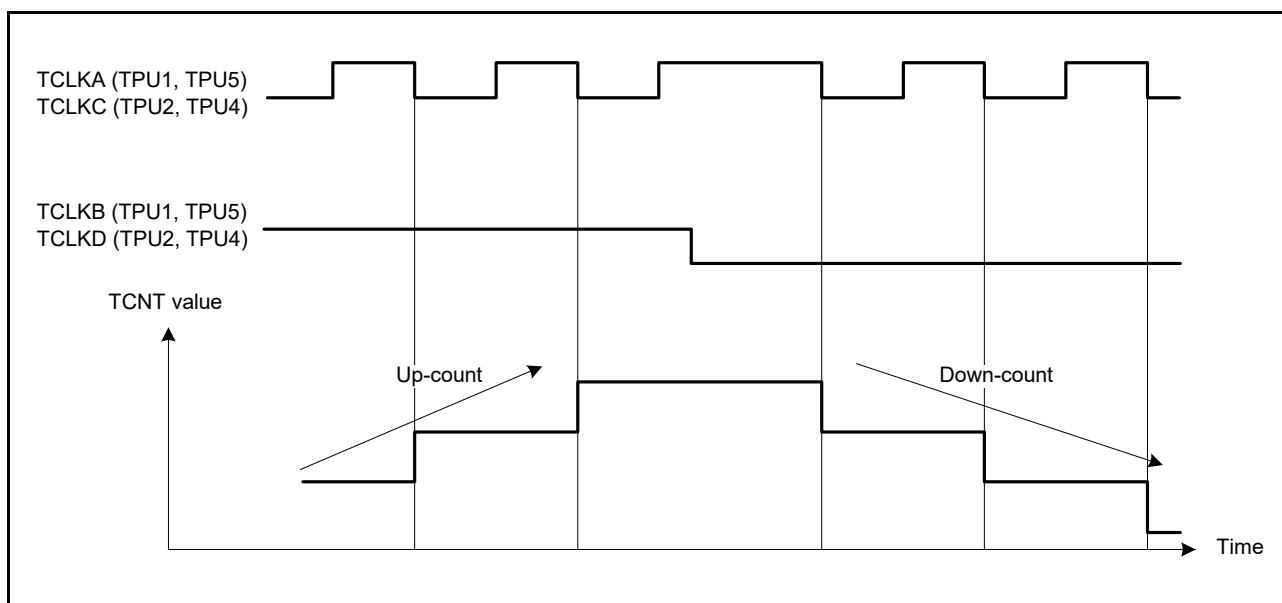 TCLKA (TPU1, TPU5)
TCLKC (TPU2, TPU4)
TCLKB (TPU1, TPU5)
TCLKD (TPU2, TPU4)
TCNT value
Up-count
Down-count
Time